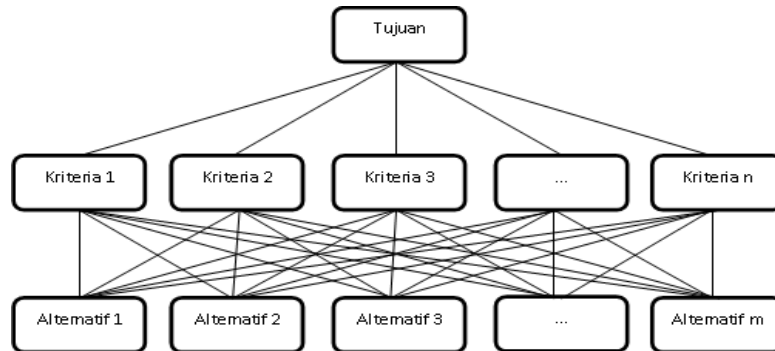 Tujuan
Kriteria 1
Kriteria 2
Kriteria 3
...
Kriteria n
Alternatif 1
Alternatif 2
Alternatif 3
...
Alternatif m